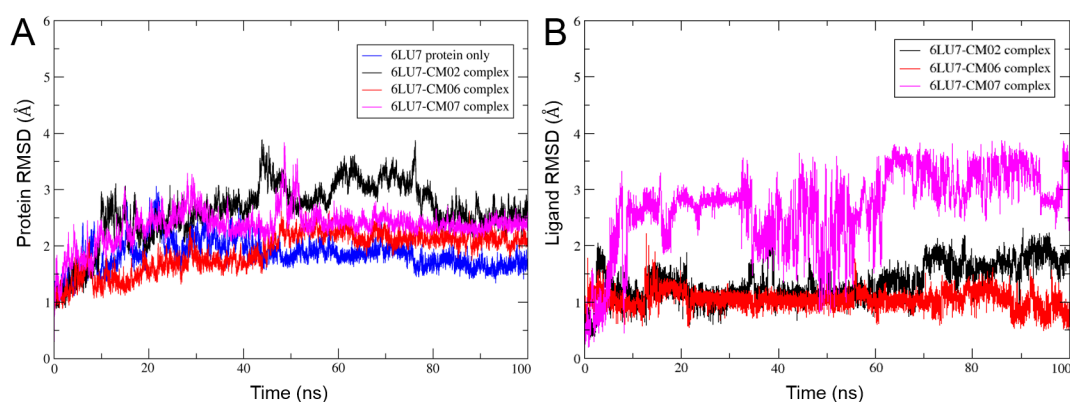 A
6
5
4
3
2
1
0
Protein RMSD (Å)
6LU7 protein only
6LU7-CM02 complex
6LU7-CM06 complex
6LU7-CM07 complex
0
20
40
60
80
100
Time (ns)
B
6
5
4
3
2
1
0
Ligand RMSD (Å)
6LU7-CM02 complex
6LU7-CM06 complex
6LU7-CM07 complex
0
20
40
60
80
100
Time (ns)